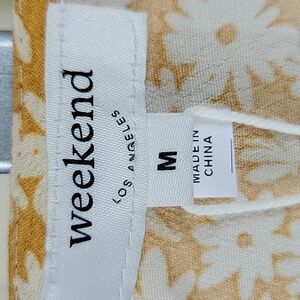 weekend
LOS ANGELES
M
MADE IN
CHINA